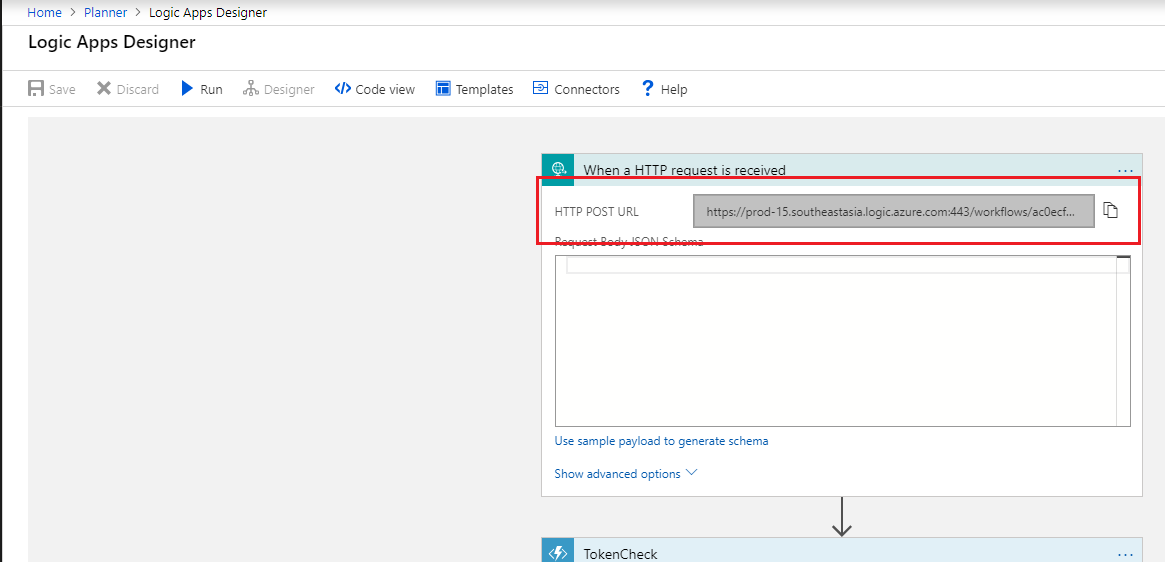 Home > Planner > Logic Apps Designer
Logic Apps Designer
Save Discard Run Designer Code view Templates Connectors ? Help
When a HTTP request is received ...
HTTP POST URL https://prod-15.southeastasia.logic.azure.com:443/workflows/ac0ecf...
Request Body JSON Schema
Use sample payload to generate schema
Show advanced options
TokenCheck ...